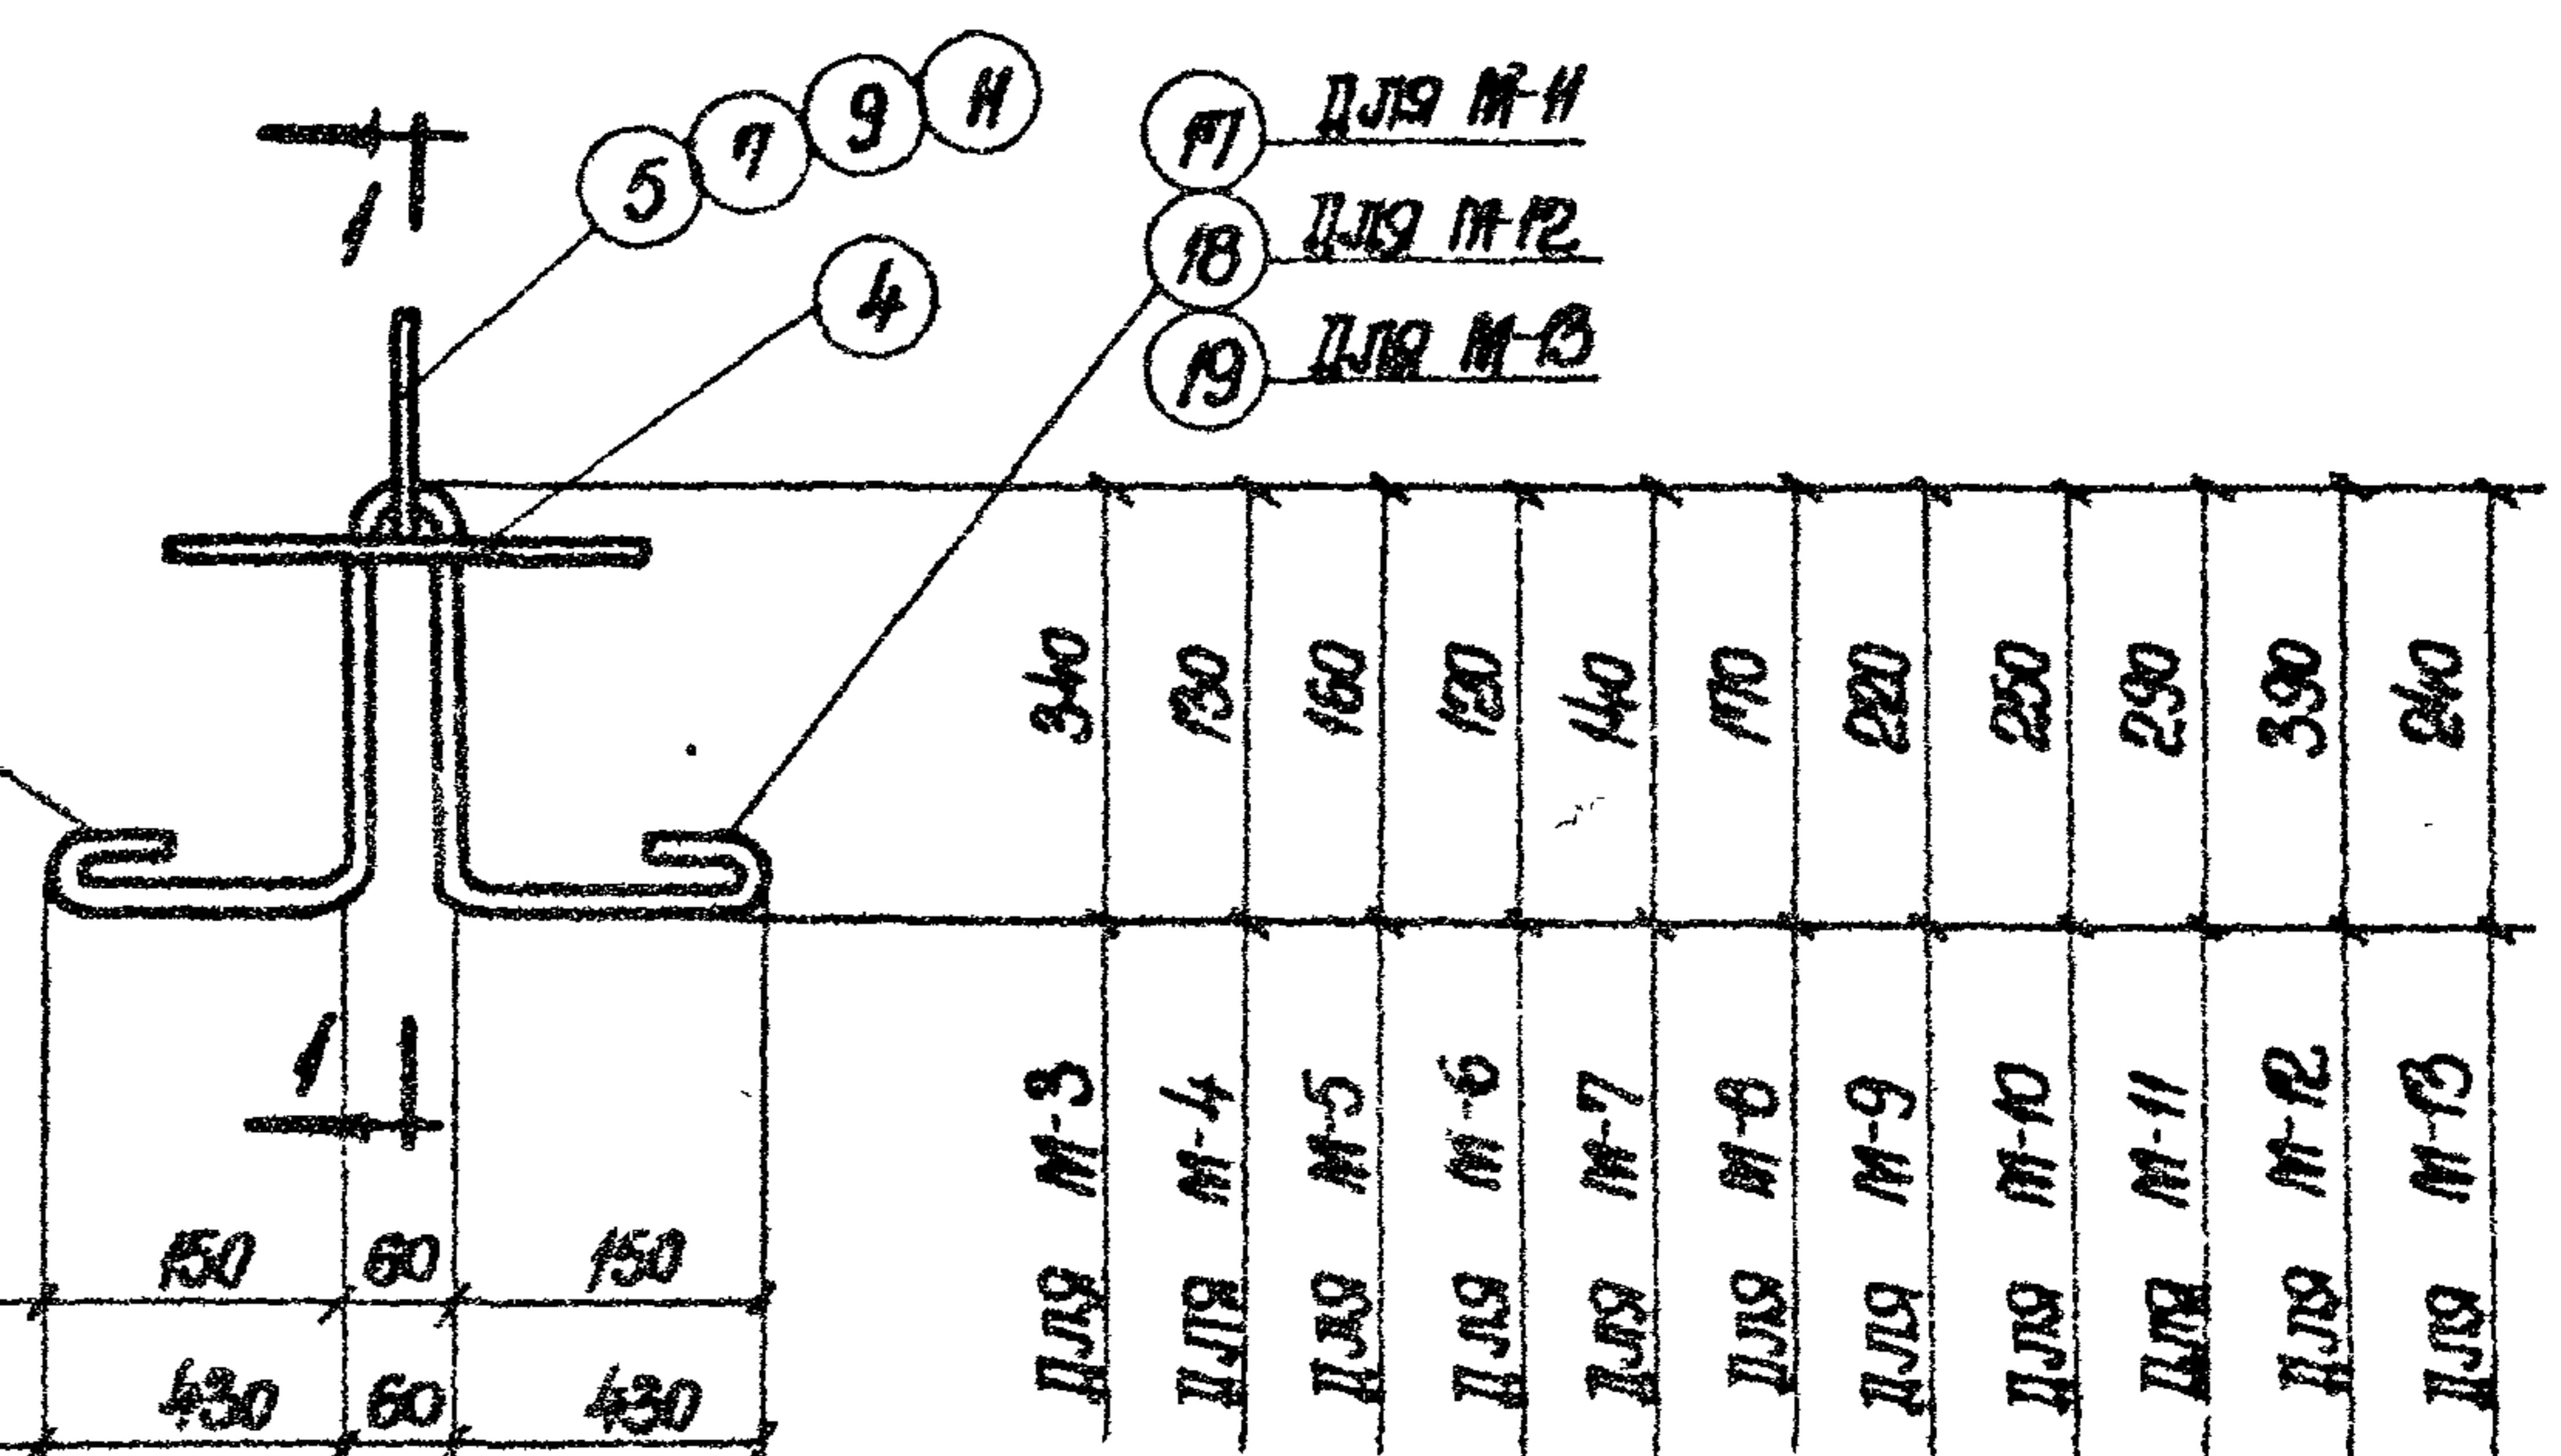 1
5 7 9 11
4
17 ДЛЯ М-11
18 ДЛЯ М-12
19 ДЛЯ М-13
340 130 160 190 140 170 220 250 290 390 240
ДЛЯ М-3
ДЛЯ М-4
ДЛЯ М-5
ДЛЯ М-6
ДЛЯ М-7
ДЛЯ М-8
ДЛЯ М-9
ДЛЯ М-10
ДЛЯ М-11
ДЛЯ М-12
ДЛЯ М-13
1
150 60 150
430 60 430